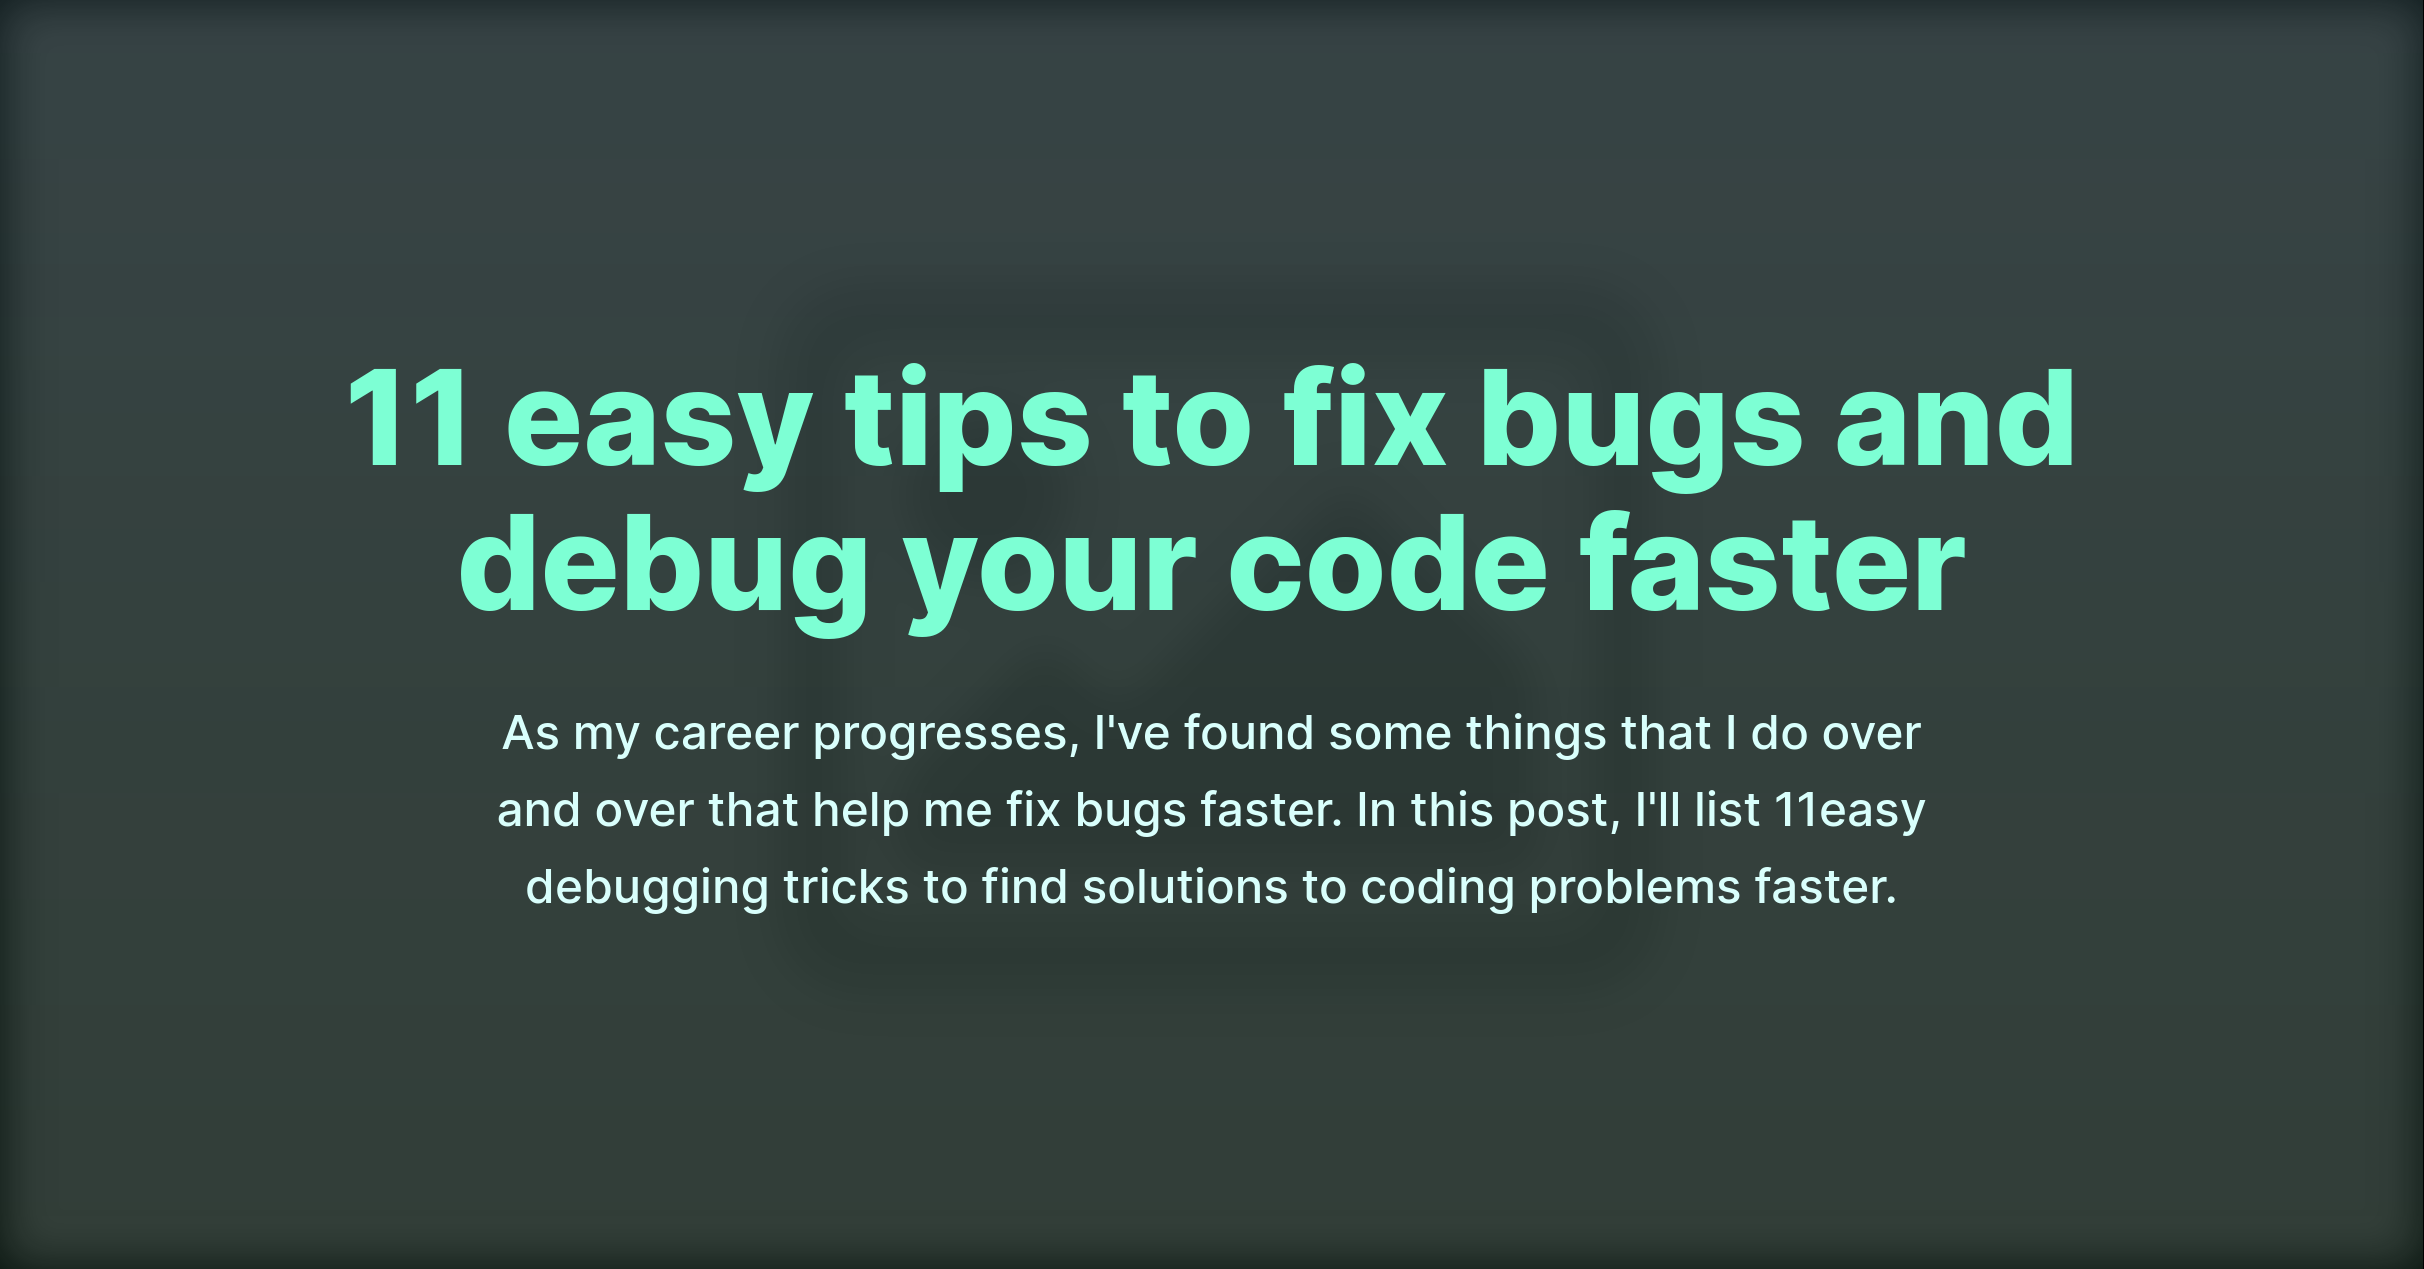 11 easy tips to fix bugs and
debug your code faster
As my career progresses, I've found some things that I do over
and over that help me fix bugs faster. In this post, I'll list 11easy
debugging tricks to find solutions to coding problems faster.